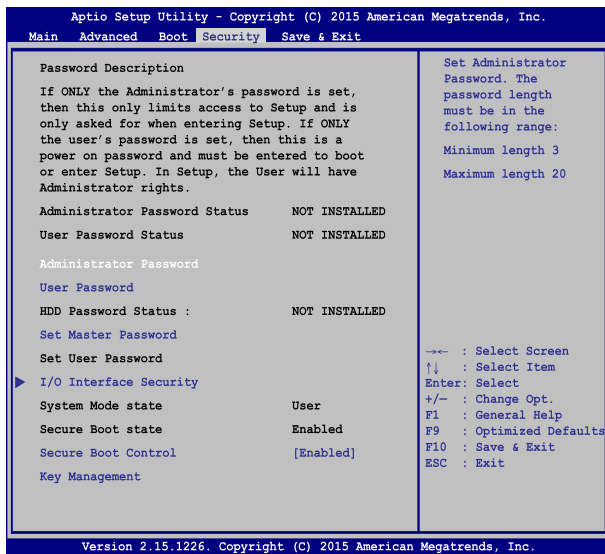 Aptio Setup Utility - Copyright (C) 2015 American Megatrends, Inc.
Main Advanced Boot Security Save & Exit
Password Description
If ONLY the Administrator's password is set,
then this only limits access to Setup and is
only asked for when entering Setup. If ONLY
the user's password is set, then this is a
power on password and must be entered to boot
or enter Setup. In Setup, the User will have
Administrator rights.
Administrator Password Status NOT INSTALLED
User Password Status NOT INSTALLED
Administrator Password
User Password
HDD Password Status : NOT INSTALLED
Set Master Password
Set User Password
I/O Interface Security
System Mode state User
Secure Boot state Enabled
Secure Boot Control [Enabled]
Key Management
Set Administrator
Password. The
password length
must be in the
following range:
Minimum length 3
Maximum length 20
→← : Select Screen
↑↓ : Select Item
Enter: Select
+/— : Change Opt.
F1 : General Help
F9 : Optimized Defaults
F10 : Save & Exit
ESC : Exit
Version 2.15.1226. Copyright (C) 2015 American Megatrends, Inc.